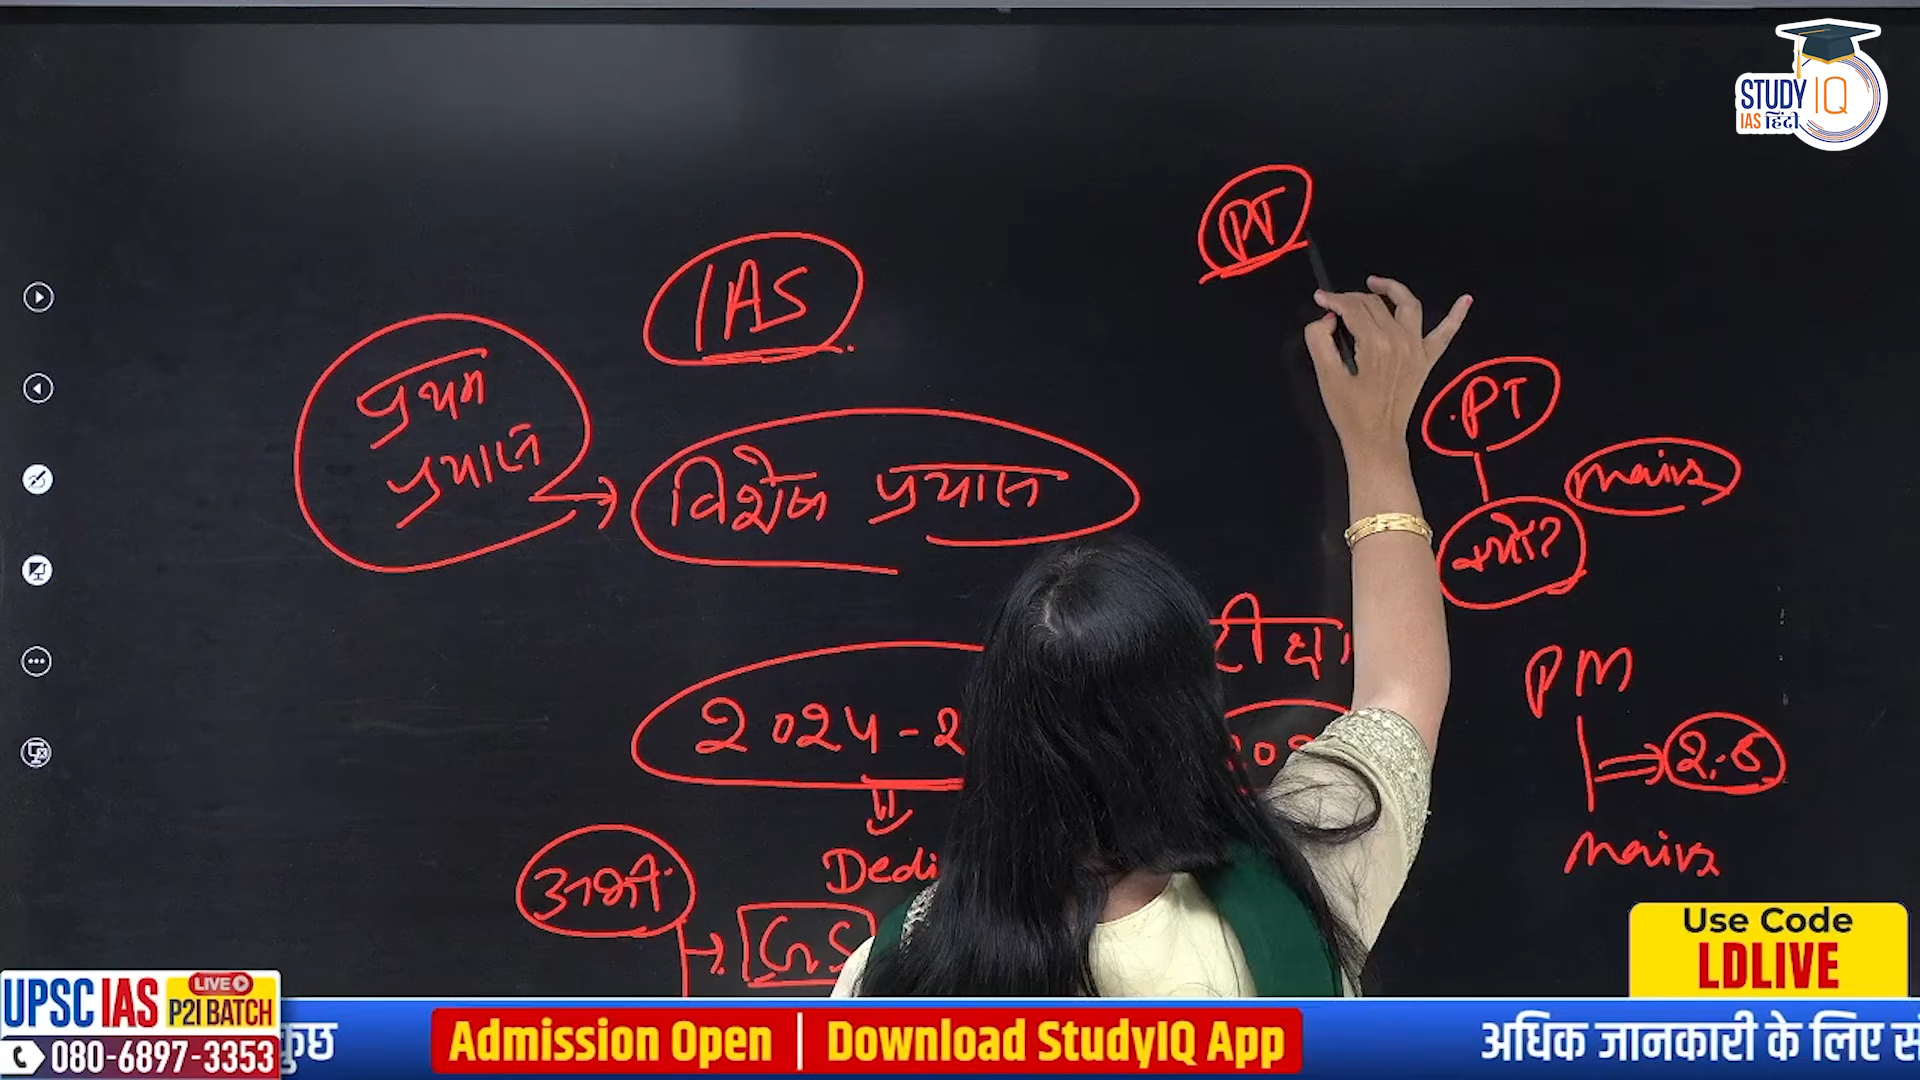 STUDY IQ
IAS हिंदी
PT
IAS
प्रथम
प्रयास
विशेष प्रयास
PT
mains
क्यों?
PM
2.5
mains
2024-2
Dedi
अभी
GS
Use Code
LDLIVE
UPSC IAS
LIVE
P2I BATCH
080-6897-3353
कुछ
Admission Open | Download StudyIQ App
अधिक जानकारी के लिए सं